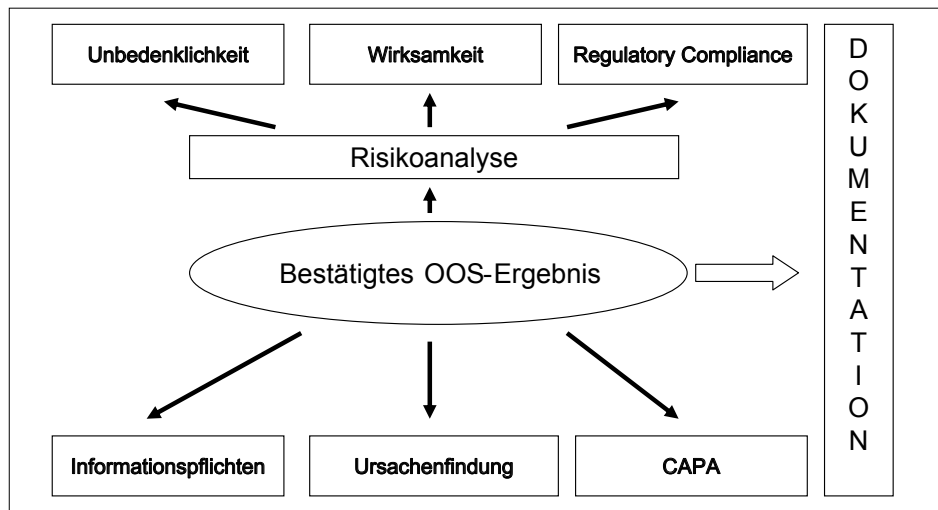 Unbedenklichkeit
Wirksamkeit
Regulatory Compliance
Risikoanalyse
Bestätigtes OOS-Ergebnis
Informationspflichten
Ursachenfindung
CAPA
D
O
K
U
M
E
N
T
A
T
I
O
N